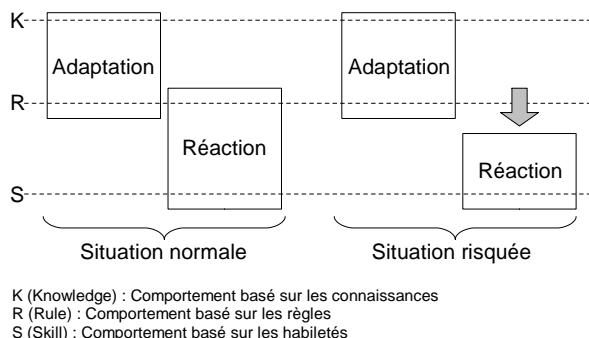 K
Adaptation
Adaptation
R
Réaction
Réaction
S
Situation normale
Situation risquée
K (Knowledge) : Comportement basé sur les connaissances
R (Rule) : Comportement basé sur les règles
S (Skill) : Comportement basé sur les habiletés